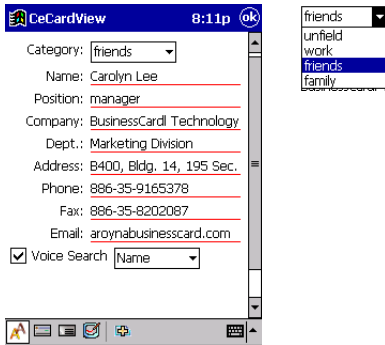 CeCardView 8:11p ok
Category: friends
Name: Carolyn Lee
Position: manager
Company: BusinessCardl Technology
Dept.: Marketing Division
Address: B400, Bldg. 14, 195 Sec.
Phone: 886-35-9165378
Fax: 886-35-8202087
Email: aroynabusinesscard.com
Voice Search Name
friends
unfield
work
friends
family